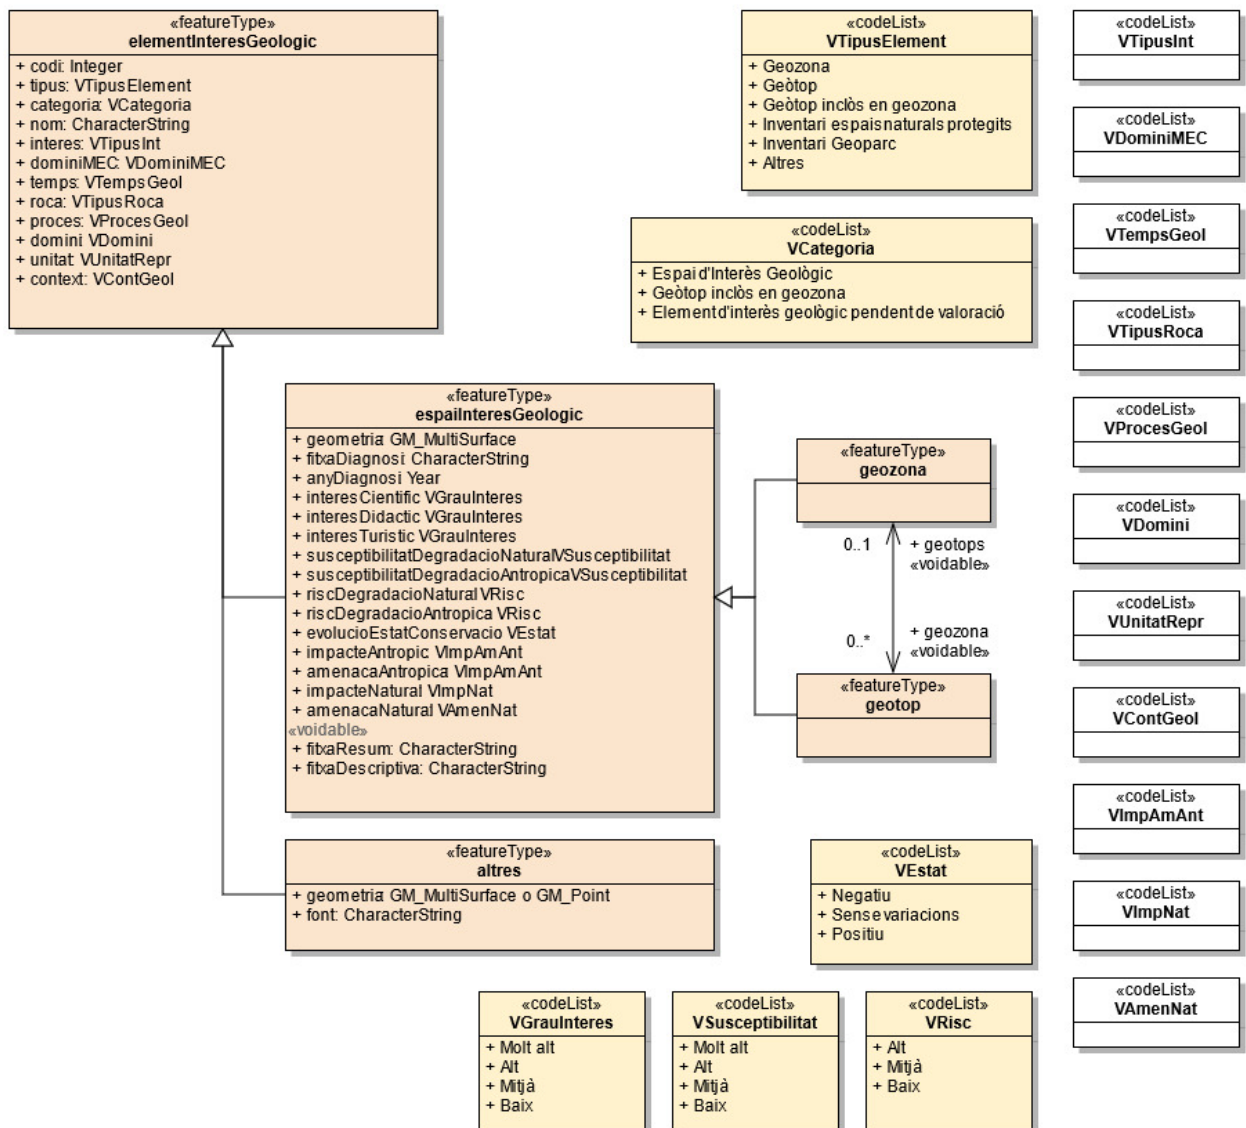 «featureType»
elementInteresGeologic
+ codi: Integer
+ tipus: VTipusElement
+ categoria: VCategoria
+ nom: CharacterString
+ interes: VTipusInt
+ dominiMEC: VDominiMEC
+ temps: VTempsGeol
+ roca: VTipusRoca
+ proces: VProcesGeol
+ domini: VDomini
+ unitat: VUnitatRepr
+ context: VContGeol
«codeList»
VTipusElement
+ Geozona
+ Geòtop
+ Geòtop inclòs en geozona
+ Inventari espais naturals protegits
+ Inventari Geoparc
+ Altres
«codeList»
VCategoria
+ Espai d'Interès Geològic
+ Geòtop inclòs en geozona
+ Element d'interès geològic pendent de valoració
«codeList»
VTipusInt
«codeList»
VDominiMEC
«codeList»
VTempsGeol
«codeList»
VTipusRoca
«codeList»
VProcesGeol
«codeList»
VDomini
«codeList»
VUnitatRepr
«codeList»
VContGeol
«codeList»
VImpAmAnt
«codeList»
VImpNat
«codeList»
VAmenNat
«featureType»
espaiInteresGeologic
+ geometria: GM_MultiSurface
+ fitxaDiagnosi: CharacterString
+ anyDiagnosi: Year
+ interesCientific: VGrauInteres
+ interesDidactic: VGrauInteres
+ interesTuristic: VGrauInteres
+ susceptibilitatDegradacioNatural: VSusceptibilitat
+ susceptibilitatDegradacioAntropica: VSusceptibilitat
+ riscDegradacioNatural: VRisc
+ riscDegradacioAntropica: VRisc
+ evolucioEstatConservacio: VEstat
+ impacteAntropic: VImpAmAnt
+ amenacaAntropica: VImpAmAnt
+ impacteNatural: VImpNat
+ amenacaNatural: VAmenNat
«voidable»
+ fitxaResum: CharacterString
+ fitxaDescriptiva: CharacterString
«featureType»
geozona
0..1
+ geotops
«voidable»
0..*
+ geozona
«voidable»
«featureType»
geotop
«featureType»
altres
+ geometria: GM_MultiSurface o GM_Point
+ font: CharacterString
«codeList»
VEstat
+ Negatiu
+ Sense variacions
+ Positiu
«codeList»
VGrauInteres
+ Molt alt
+ Alt
+ Mitjà
+ Baix
«codeList»
VSusceptibilitat
+ Molt alt
+ Alt
+ Mitjà
+ Baix
«codeList»
VRisc
+ Alt
+ Mitjà
+ Baix